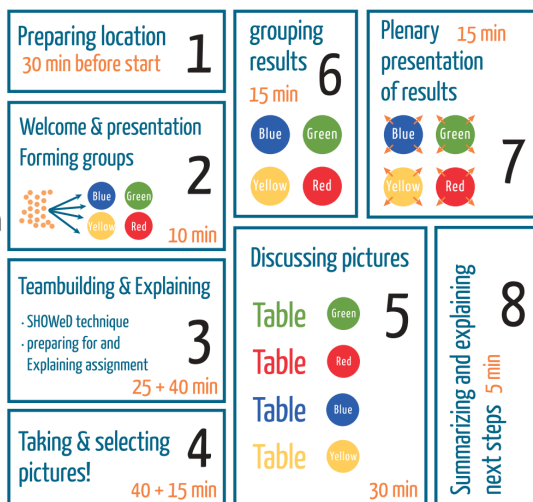 Preparing location
30 min before start
1
Welcome & presentation
Forming groups
2
Blue
Green
Yellow
Red
10 min
Teambuilding & Explaining
· SHOWeD technique
· preparing for and
Explaining assignment
3
25 + 40 min
Taking & selecting
pictures!
4
40 + 15 min
Discussing pictures
5
Table Green
Table Red
Table Blue
Table Yellow
30 min
grouping
results
15 min
6
Blue
Green
Yellow
Red
Plenary 15 min
presentation
of results
7
Blue
Green
Yellow
Red
Summarizing and explaining
next steps 5 min
8